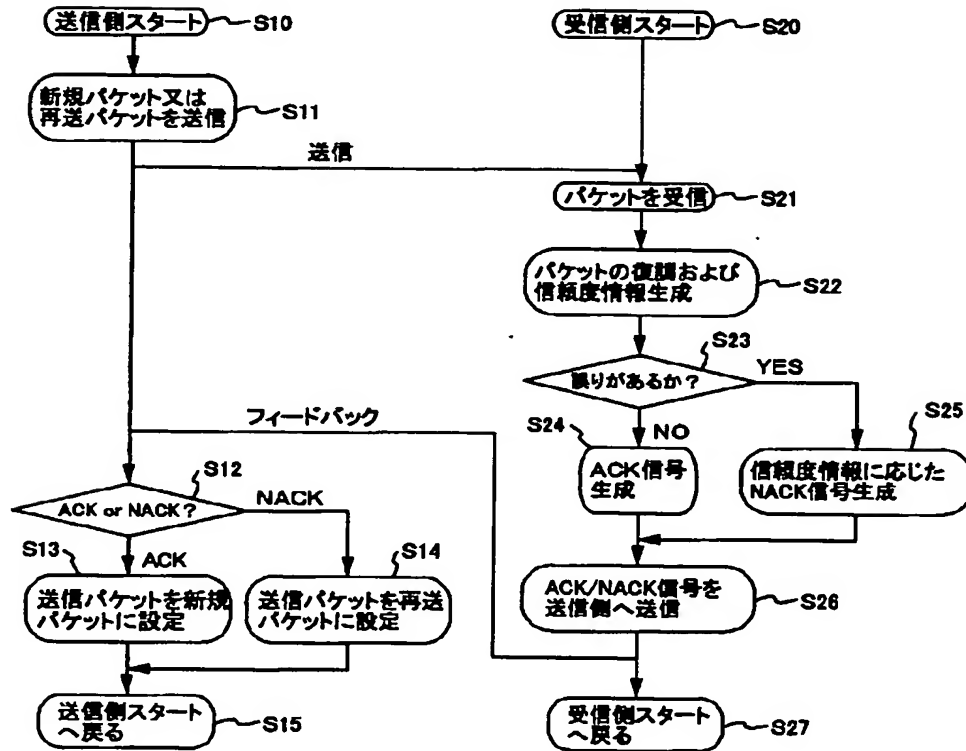 送信側スタート
S10
受信側スタート
S20
新規パケット又は
再送パケットを送信
S11
送信
パケットを受信
S21
パケットの復調および
信頼度情報生成
S22
S23
誤りがあるか？
YES
フィードバック
S24
NO
S25
ACK信号
生成
信頼度情報に応じた
NACK信号生成
S12
ACK or NACK？
NACK
S13
ACK
S14
送信パケットを新規
パケットに設定
送信パケットを再送
パケットに設定
ACK/NACK信号を
送信側へ送信
S26
送信側スタート
へ戻る
S15
受信側スタート
へ戻る
S27